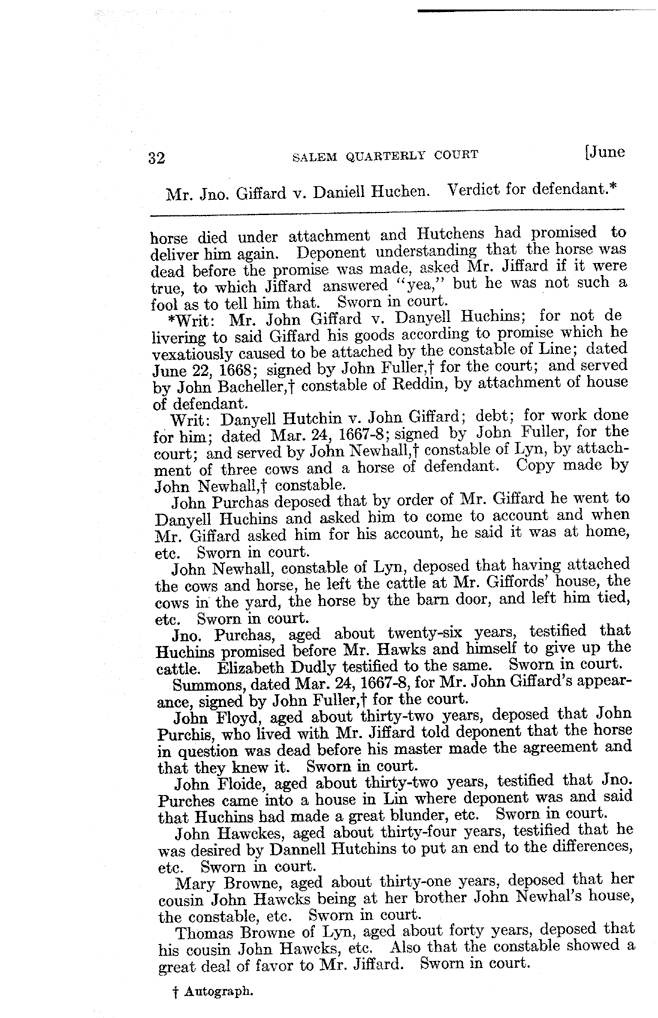 32 SALEM QUARTERLY COURT [June
Mr. Jno. Giffard v. Daniell Huchen. Verdict for defendant.*
horse died under attachment and Hutchens had promised to
deliver him again. Deponent understanding that the horse was
dead before the promise was made, asked Mr. Jiffard if it were
true, to which Jiffard answered "yea," but he was not such a
fool as to tell him that. Sworn in court.
*Writ: Mr. John Giffard v. Danyell Huchins; for not de
livering to said Giffard his goods according to promise which he
vexatiously caused to be attached by the constable of Line; dated
June 22, 1668; signed by John Fuller,† for the court; and served
by John Bacheller,† constable of Reddin, by attachment of house
of defendant.
Writ: Danyell Hutchin v. John Giffard; debt; for work done
for him; dated Mar. 24, 1667-8; signed by John Fuller, for the
court; and served by John Newhall,† constable of Lyn, by attach-
ment of three cows and a horse of defendant. Copy made by
John Newhall,† constable.
John Purchas deposed that by order of Mr. Giffard he went to
Danyell Huchins and asked him to come to account and when
Mr. Giffard asked him for his account, he said it was at home,
etc. Sworn in court.
John Newhall, constable of Lyn, deposed that having attached
the cows and horse, he left the cattle at Mr. Giffords' house, the
cows in the yard, the horse by the barn door, and left him tied,
etc. Sworn in court.
Jno. Purchas, aged about twenty-six years, testified that
Huchins promised before Mr. Hawks and himself to give up the
cattle. Elizabeth Dudly testified to the same. Sworn in court.
Summons, dated Mar. 24, 1667-8, for Mr. John Giffard's appear-
ance, signed by John Fuller,† for the court.
John Floyd, aged about thirty-two years, deposed that John
Purchis, who lived with Mr. Jiffard told deponent that the horse
in question was dead before his master made the agreement and
that they knew it. Sworn in court.
John Floide, aged about thirty-two years, testified that Jno.
Purches came into a house in Lin where deponent was and said
that Huchins had made a great blunder, etc. Sworn in court.
John Hawckes, aged about thirty-four years, testified that he
was desired by Dannell Hutchins to put an end to the differences,
etc. Sworn in court.
Mary Browne, aged about thirty-one years, deposed that her
cousin John Hawcks being at her brother John Newhal's house,
the constable, etc. Sworn in court.
Thomas Browne of Lyn, aged about forty years, deposed that
his cousin John Hawcks, etc. Also that the constable showed a
great deal of favor to Mr. Jiffard. Sworn in court.
† Autograph.